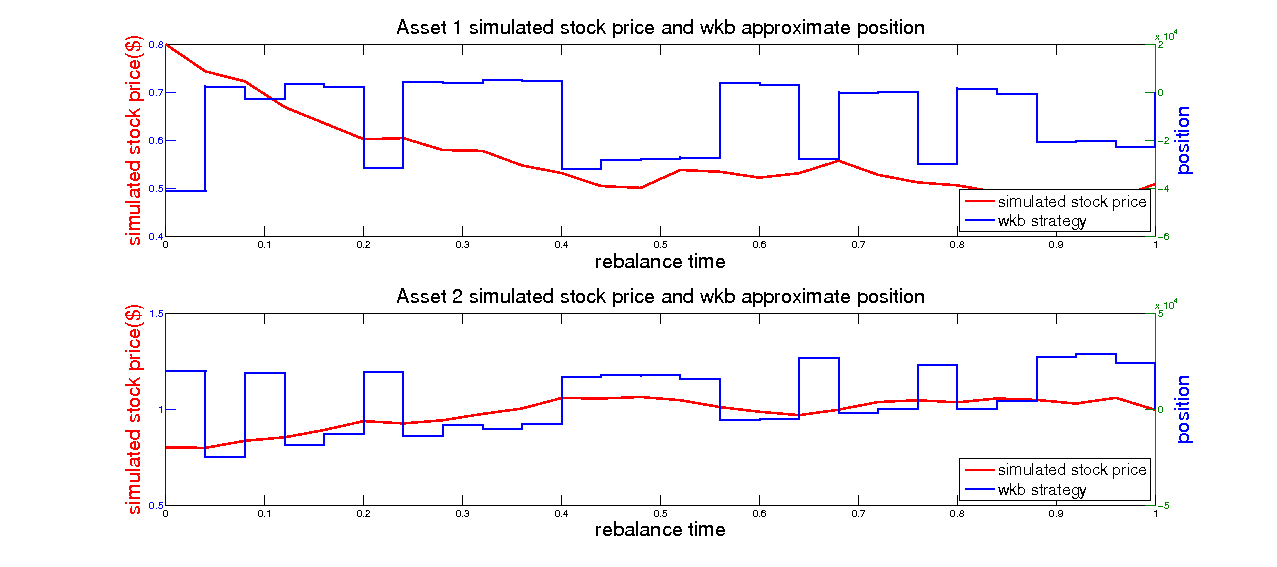 Asset 1 simulated stock price and wkb approximate position
x 10^4
simulated stock price($)
0.8
0.7
0.6
0.5
0.4
2
0
−2
−4
−6
position
simulated stock price
wkb strategy
0 0.1 0.2 0.3 0.4 0.5 0.6 0.7 0.8 0.9 1
rebalance time
Asset 2 simulated stock price and wkb approximate position
x 10^4
simulated stock price($)
1.5
1
0.5
5
0
−5
position
simulated stock price
wkb strategy
0 0.1 0.2 0.3 0.4 0.5 0.6 0.7 0.8 0.9 1
rebalance time